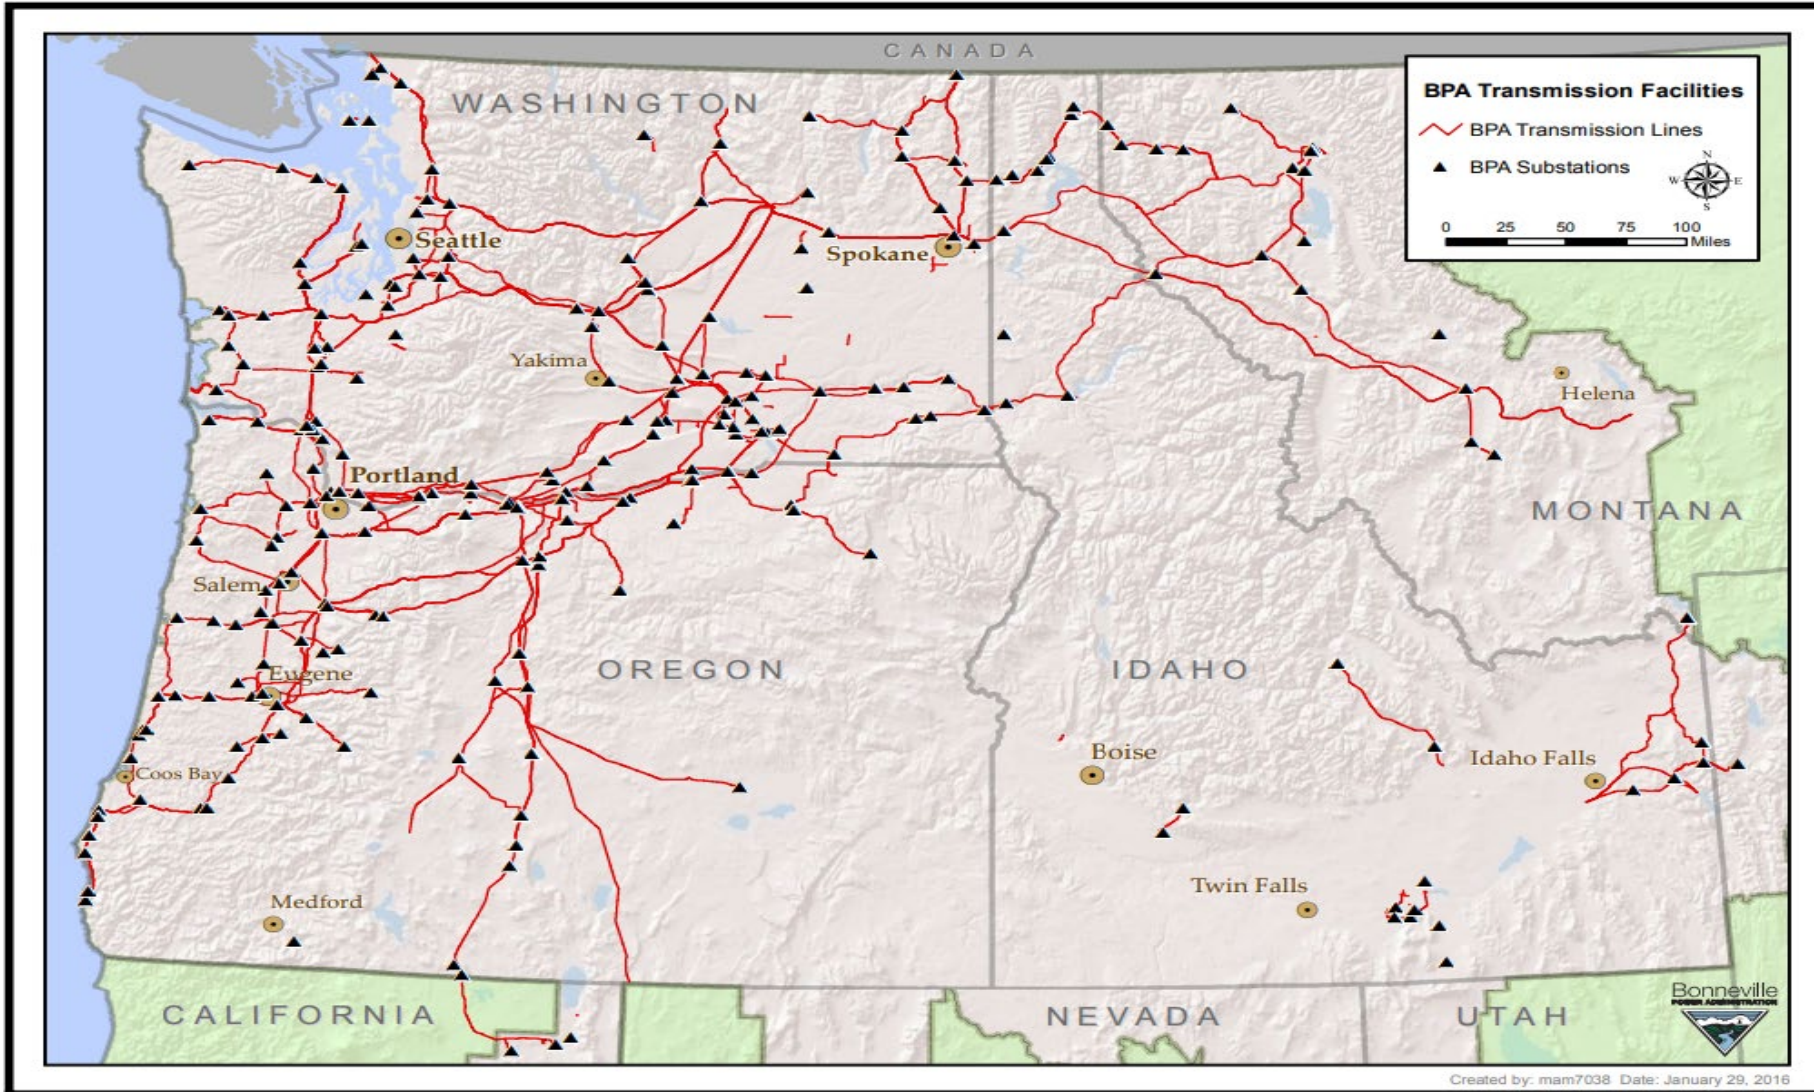 CANADA
WASHINGTON
BPA Transmission Facilities
BPA Transmission Lines
BPA Substations
N
W E
S
0 25 50 75 100
Miles
Seattle
Spokane
Yakima
Helena
Portland
MONTANA
Salem
OREGON
IDAHO
Eugene
Boise
Idaho Falls
Coos Bay
Twin Falls
Medford
Bonneville
POWER ADMINISTRATION
CALIFORNIA
NEVADA
UTAH
Created by: mam7038 Date: January 29, 2016